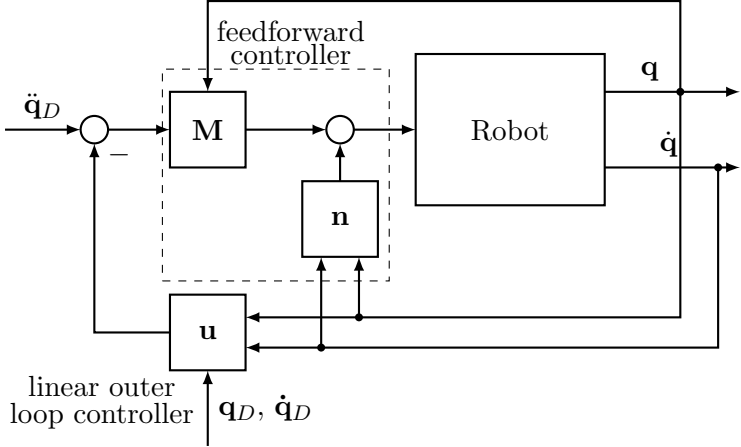 feedforward
controller
q̈_D
−
M
Robot
q
q̇
n
u
linear outer
loop controller
q_D, q̇_D